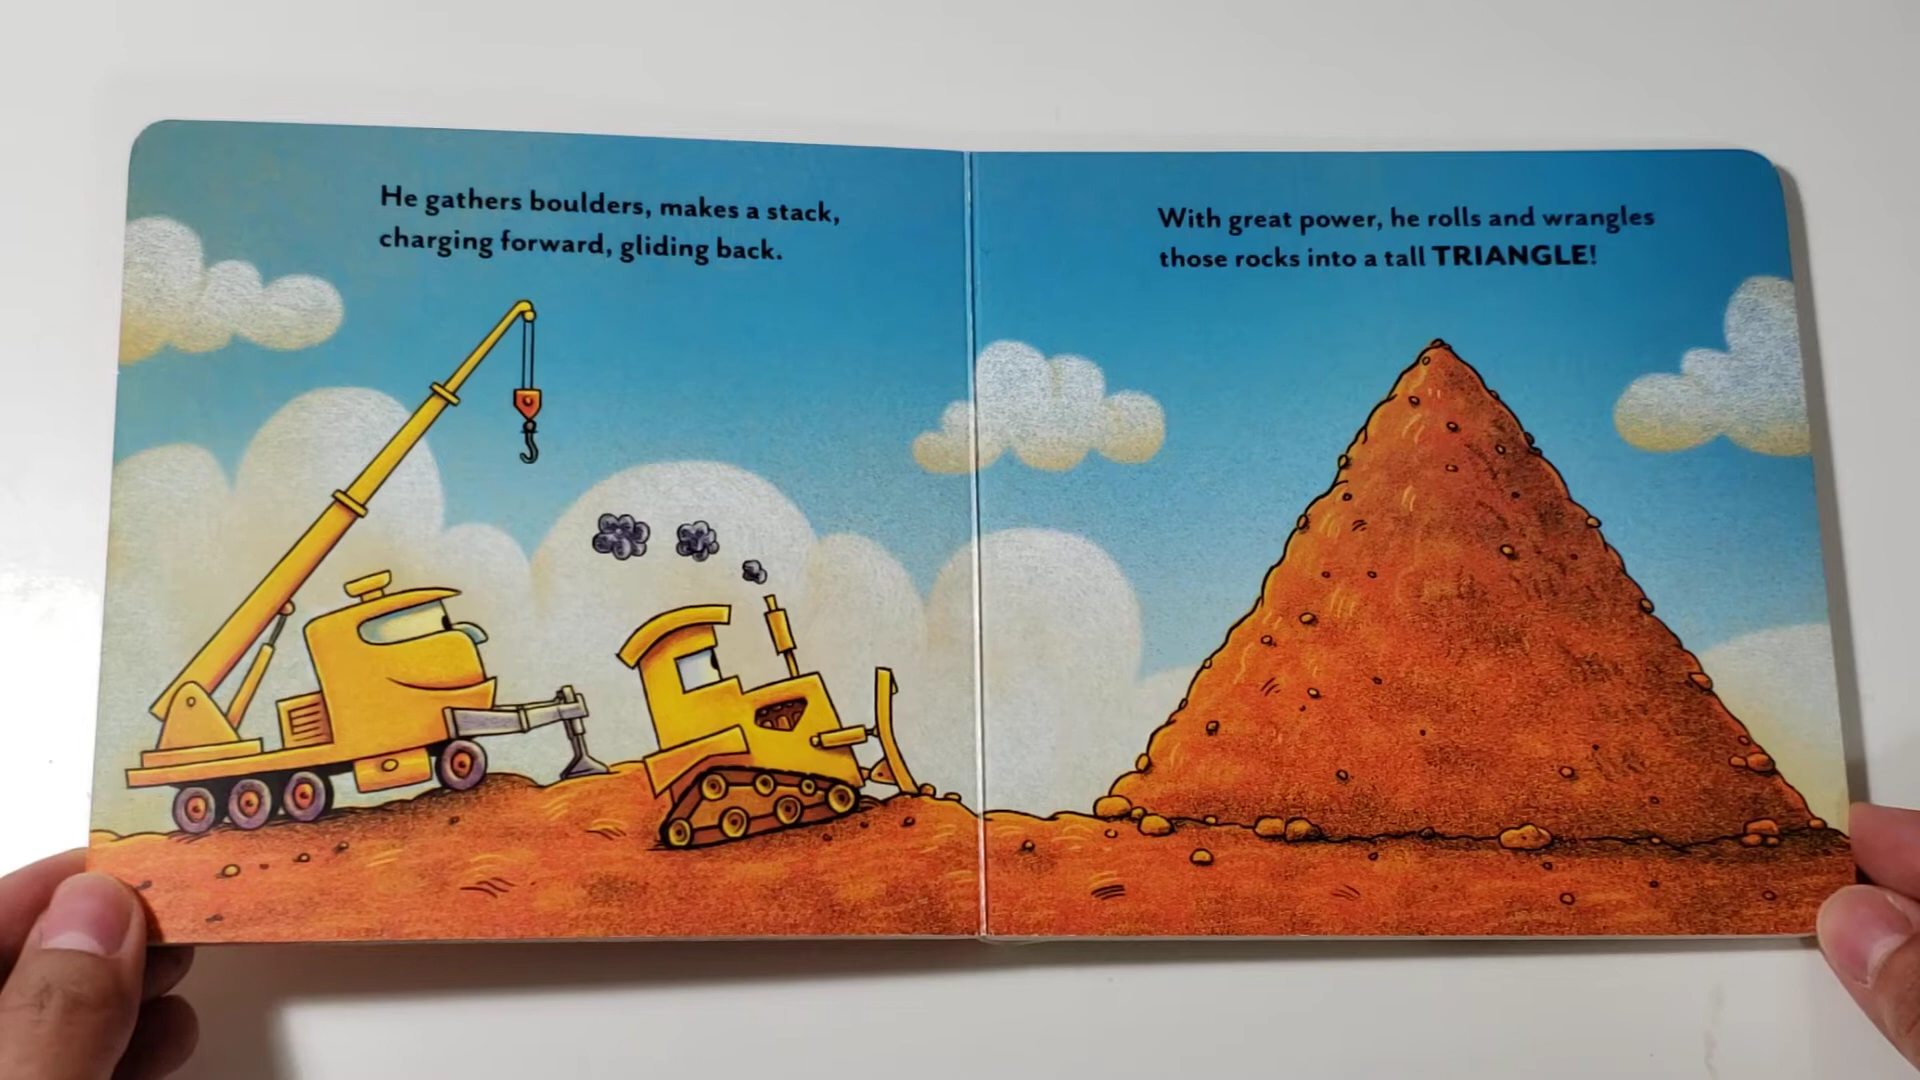 He gathers boulders, makes a stack,
charging forward, gliding back.
With great power, he rolls and wrangles
those rocks into a tall TRIANGLE!